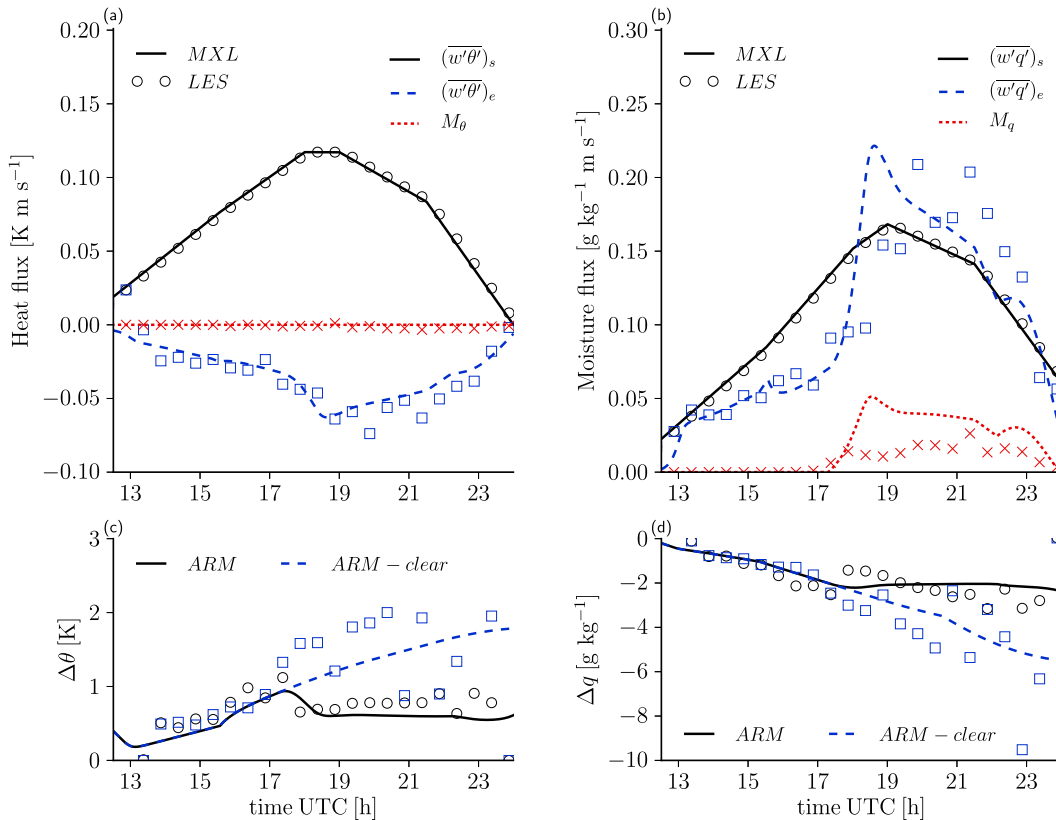 (a)
0.20
0.15
0.10
0.05
0.00
−0.05
−0.10
Heat flux [K m s⁻¹]
MXL
LES
(w′θ′)ₛ
(w′θ′)ₑ
M_θ
13 15 17 19 21 23
(b)
0.30
0.25
0.20
0.15
0.10
0.05
0.00
Moisture flux [g kg⁻¹ m s⁻¹]
MXL
LES
(w′q′)ₛ
(w′q′)ₑ
M_q
13 15 17 19 21 23
(c)
3
2
1
0
Δθ [K]
ARM
ARM − clear
13 15 17 19 21 23
time UTC [h]
(d)
0
−2
−4
−6
−8
−10
Δq [g kg⁻¹]
ARM
ARM − clear
13 15 17 19 21 23
time UTC [h]